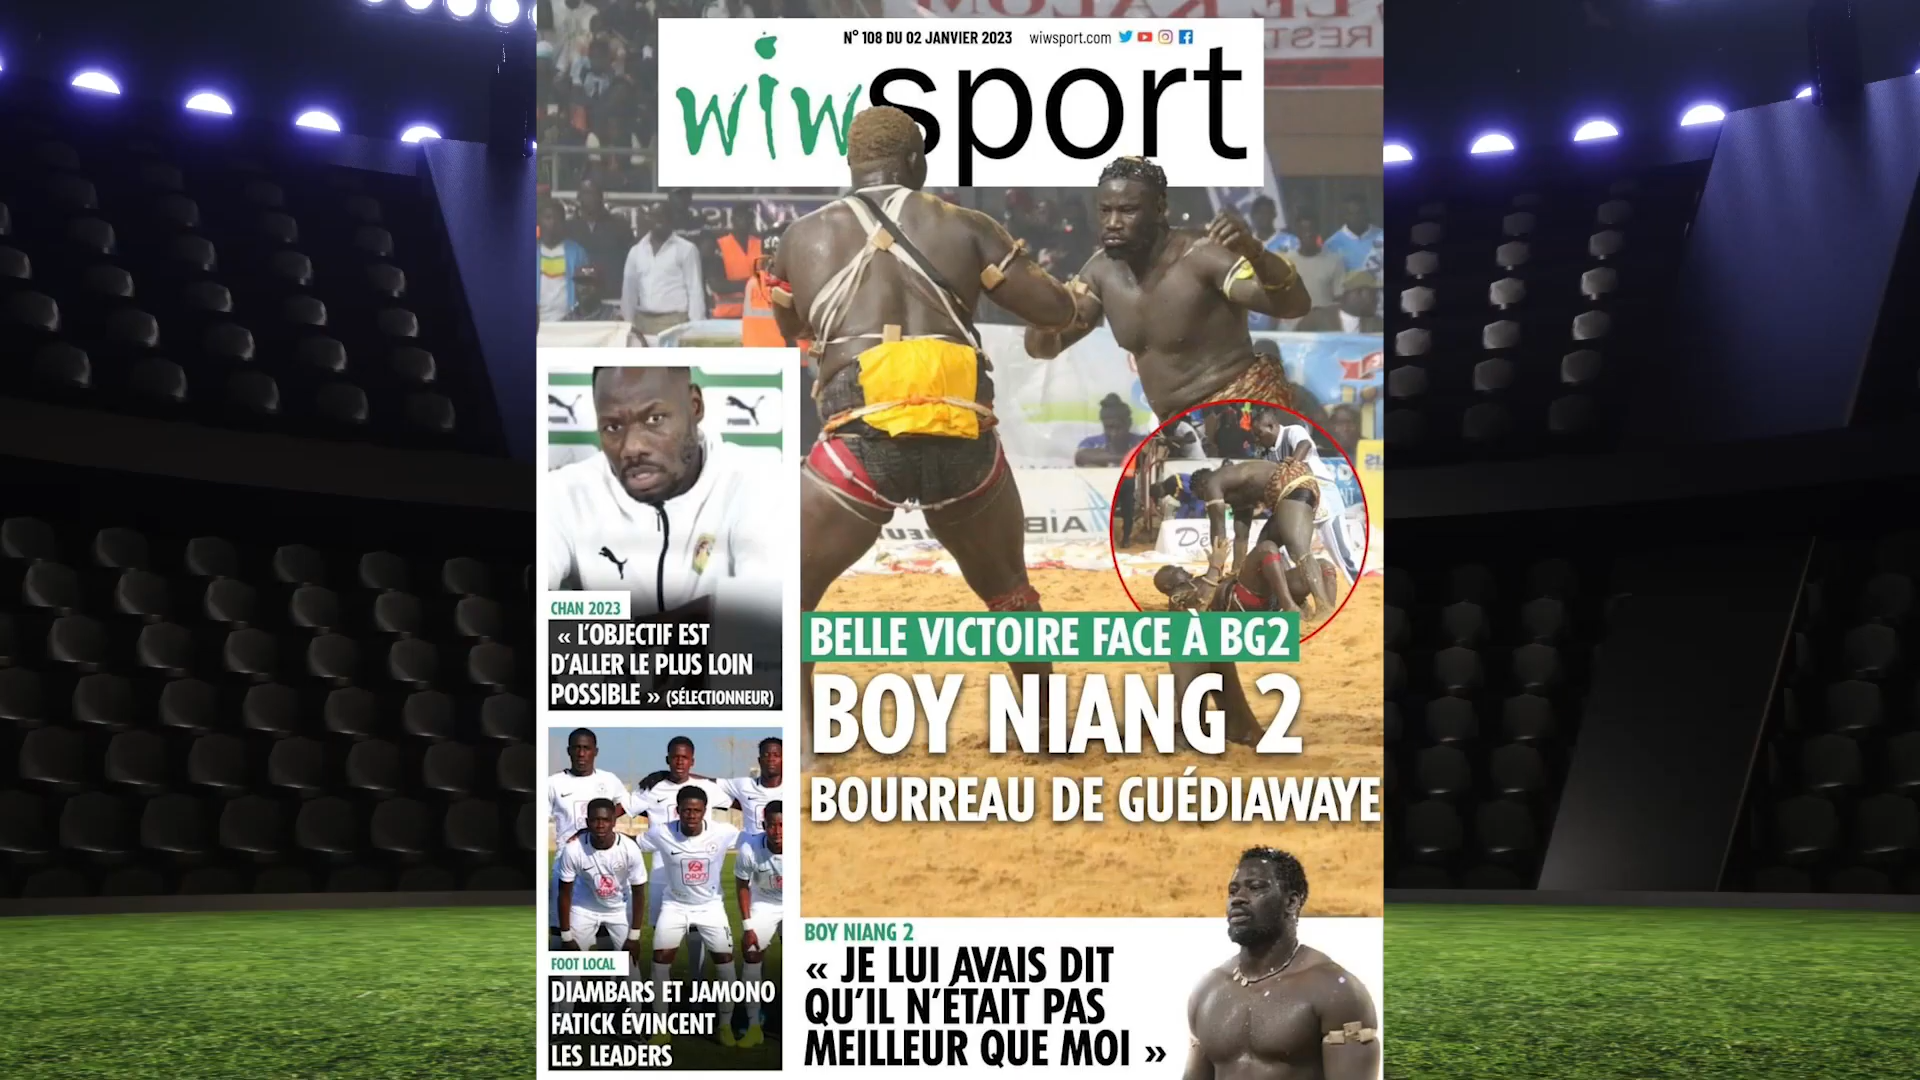 N° 108 DU 02 JANVIER 2023 wiwsport.com
wiwsport
CHAN 2023
« L'OBJECTIF EST
D'ALLER LE PLUS LOIN
POSSIBLE » (SÉLECTIONNEUR)
FOOT LOCAL
DIAMBARS ET JAMONO
FATICK ÉVINCENT
LES LEADERS
BELLE VICTOIRE FACE À BG2
BOY NIANG 2
BOURREAU DE GUÉDIAWAYE
BOY NIANG 2
« JE LUI AVAIS DIT
QU'IL N'ÉTAIT PAS
MEILLEUR QUE MOI »